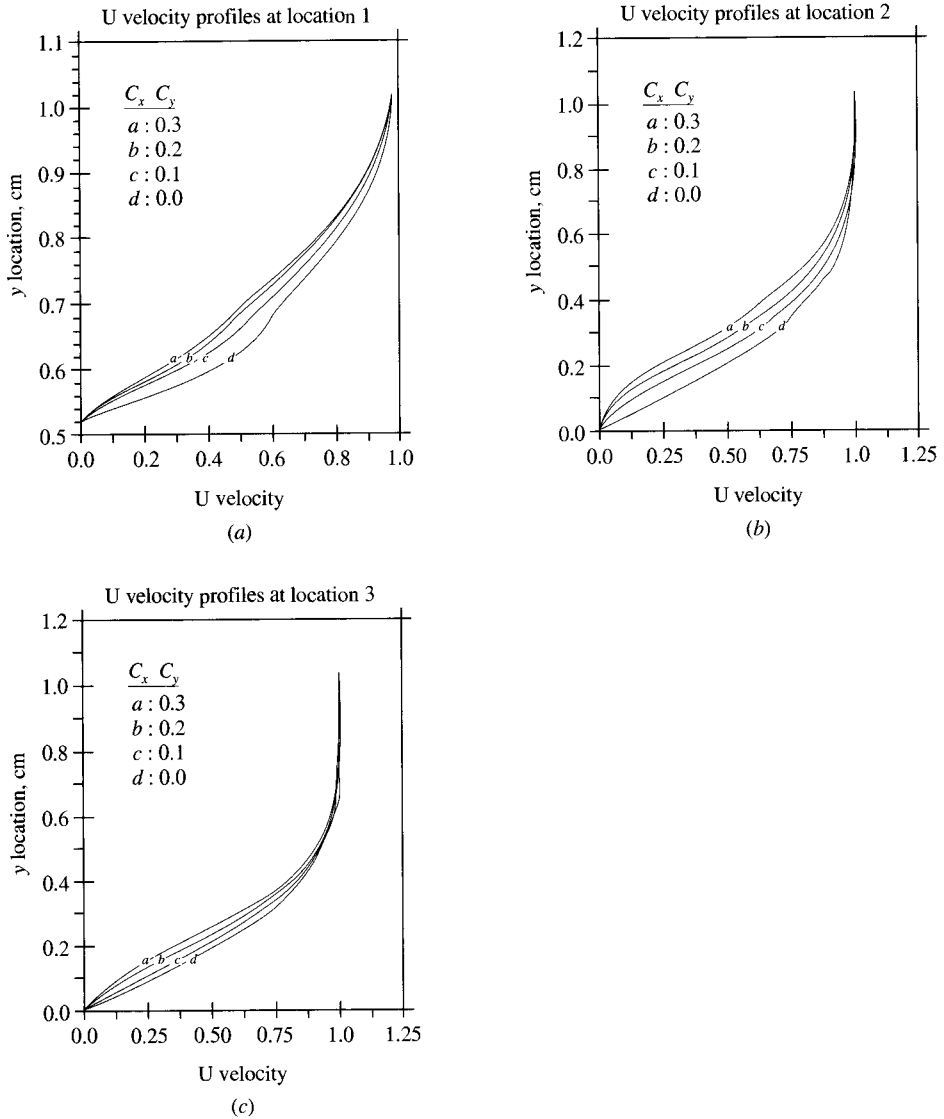 U velocity profiles at location 1
1.1
1.0
0.9
0.8
0.7
0.6
0.5
y location, cm
C_x C_y
a : 0.3
b : 0.2
c : 0.1
d : 0.0
a b c d
0.0 0.2 0.4 0.6 0.8 1.0
U velocity
(a)
U velocity profiles at location 2
1.2
1.0
0.8
0.6
0.4
0.2
0.0
y location, cm
C_x C_y
a : 0.3
b : 0.2
c : 0.1
d : 0.0
a b c d
0.0 0.25 0.50 0.75 1.0 1.25
U velocity
(b)
U velocity profiles at location 3
1.2
1.0
0.8
0.6
0.4
0.2
0.0
y location, cm
C_x C_y
a : 0.3
b : 0.2
c : 0.1
d : 0.0
a b c d
0.0 0.25 0.50 0.75 1.0 1.25
U velocity
(c)